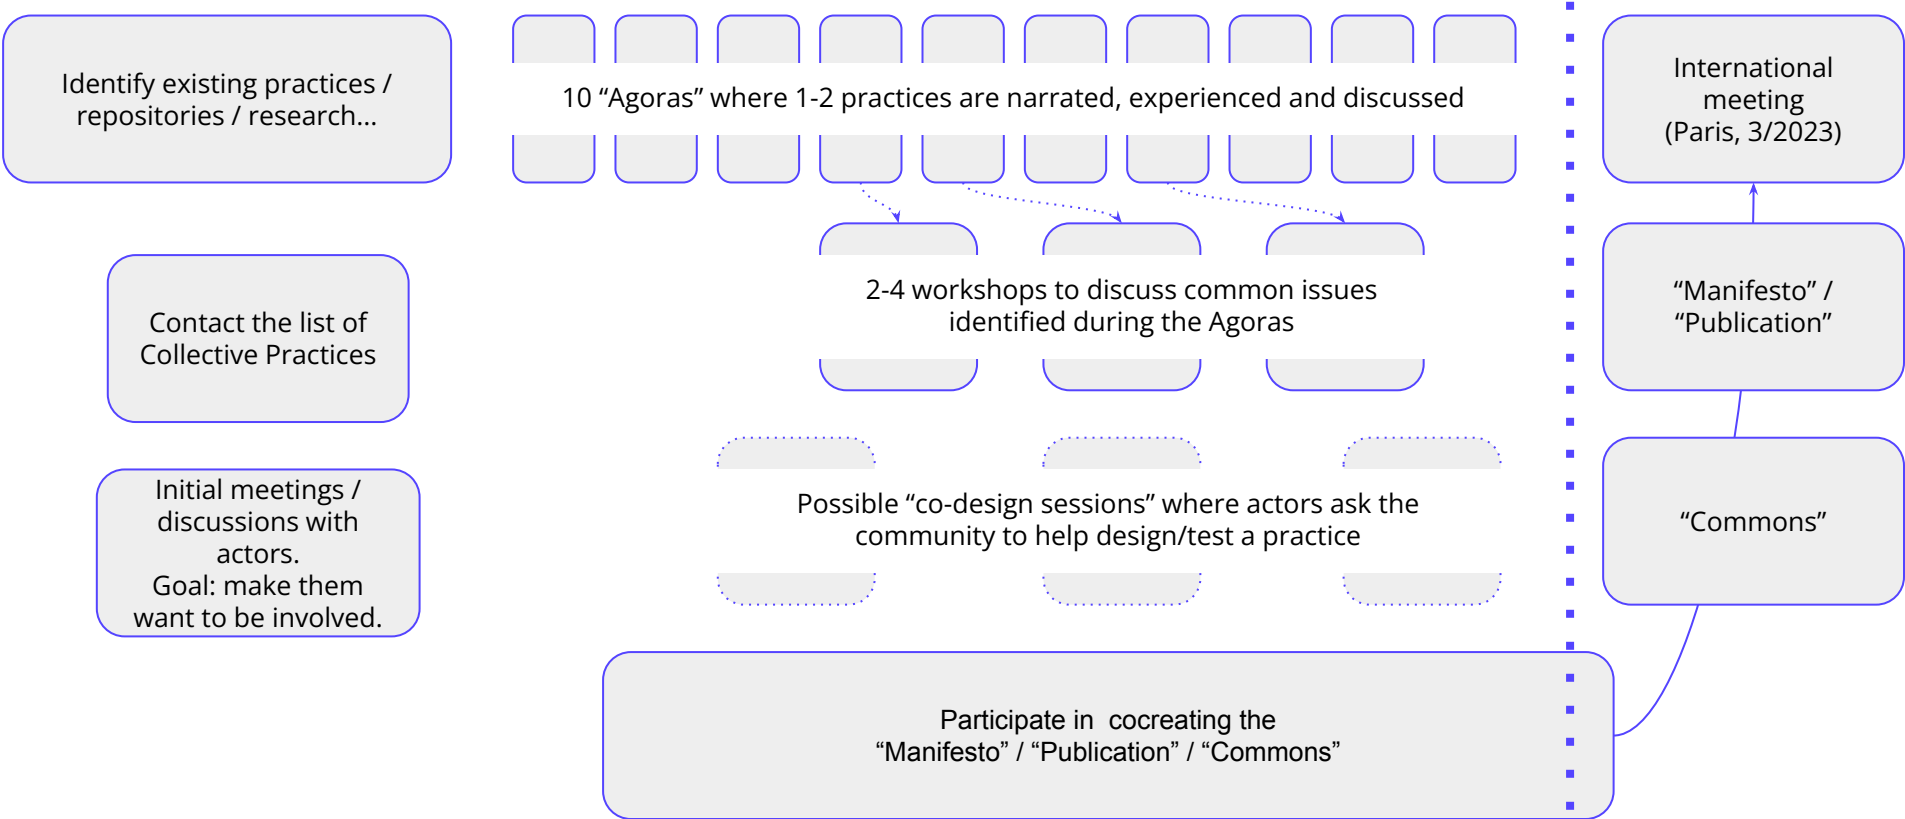 Identify existing practices /
repositories / research...
10 “Agoras” where 1-2 practices are narrated, experienced and discussed
International
meeting
(Paris, 3/2023)
Contact the list of
Collective Practices
2-4 workshops to discuss common issues
identified during the Agoras
“Manifesto” /
“Publication”
Initial meetings /
discussions with
actors.
Goal: make them
want to be involved.
Possible “co-design sessions” where actors ask the
community to help design/test a practice
“Commons”
Participate in  cocreating the
“Manifesto” / “Publication” / “Commons”